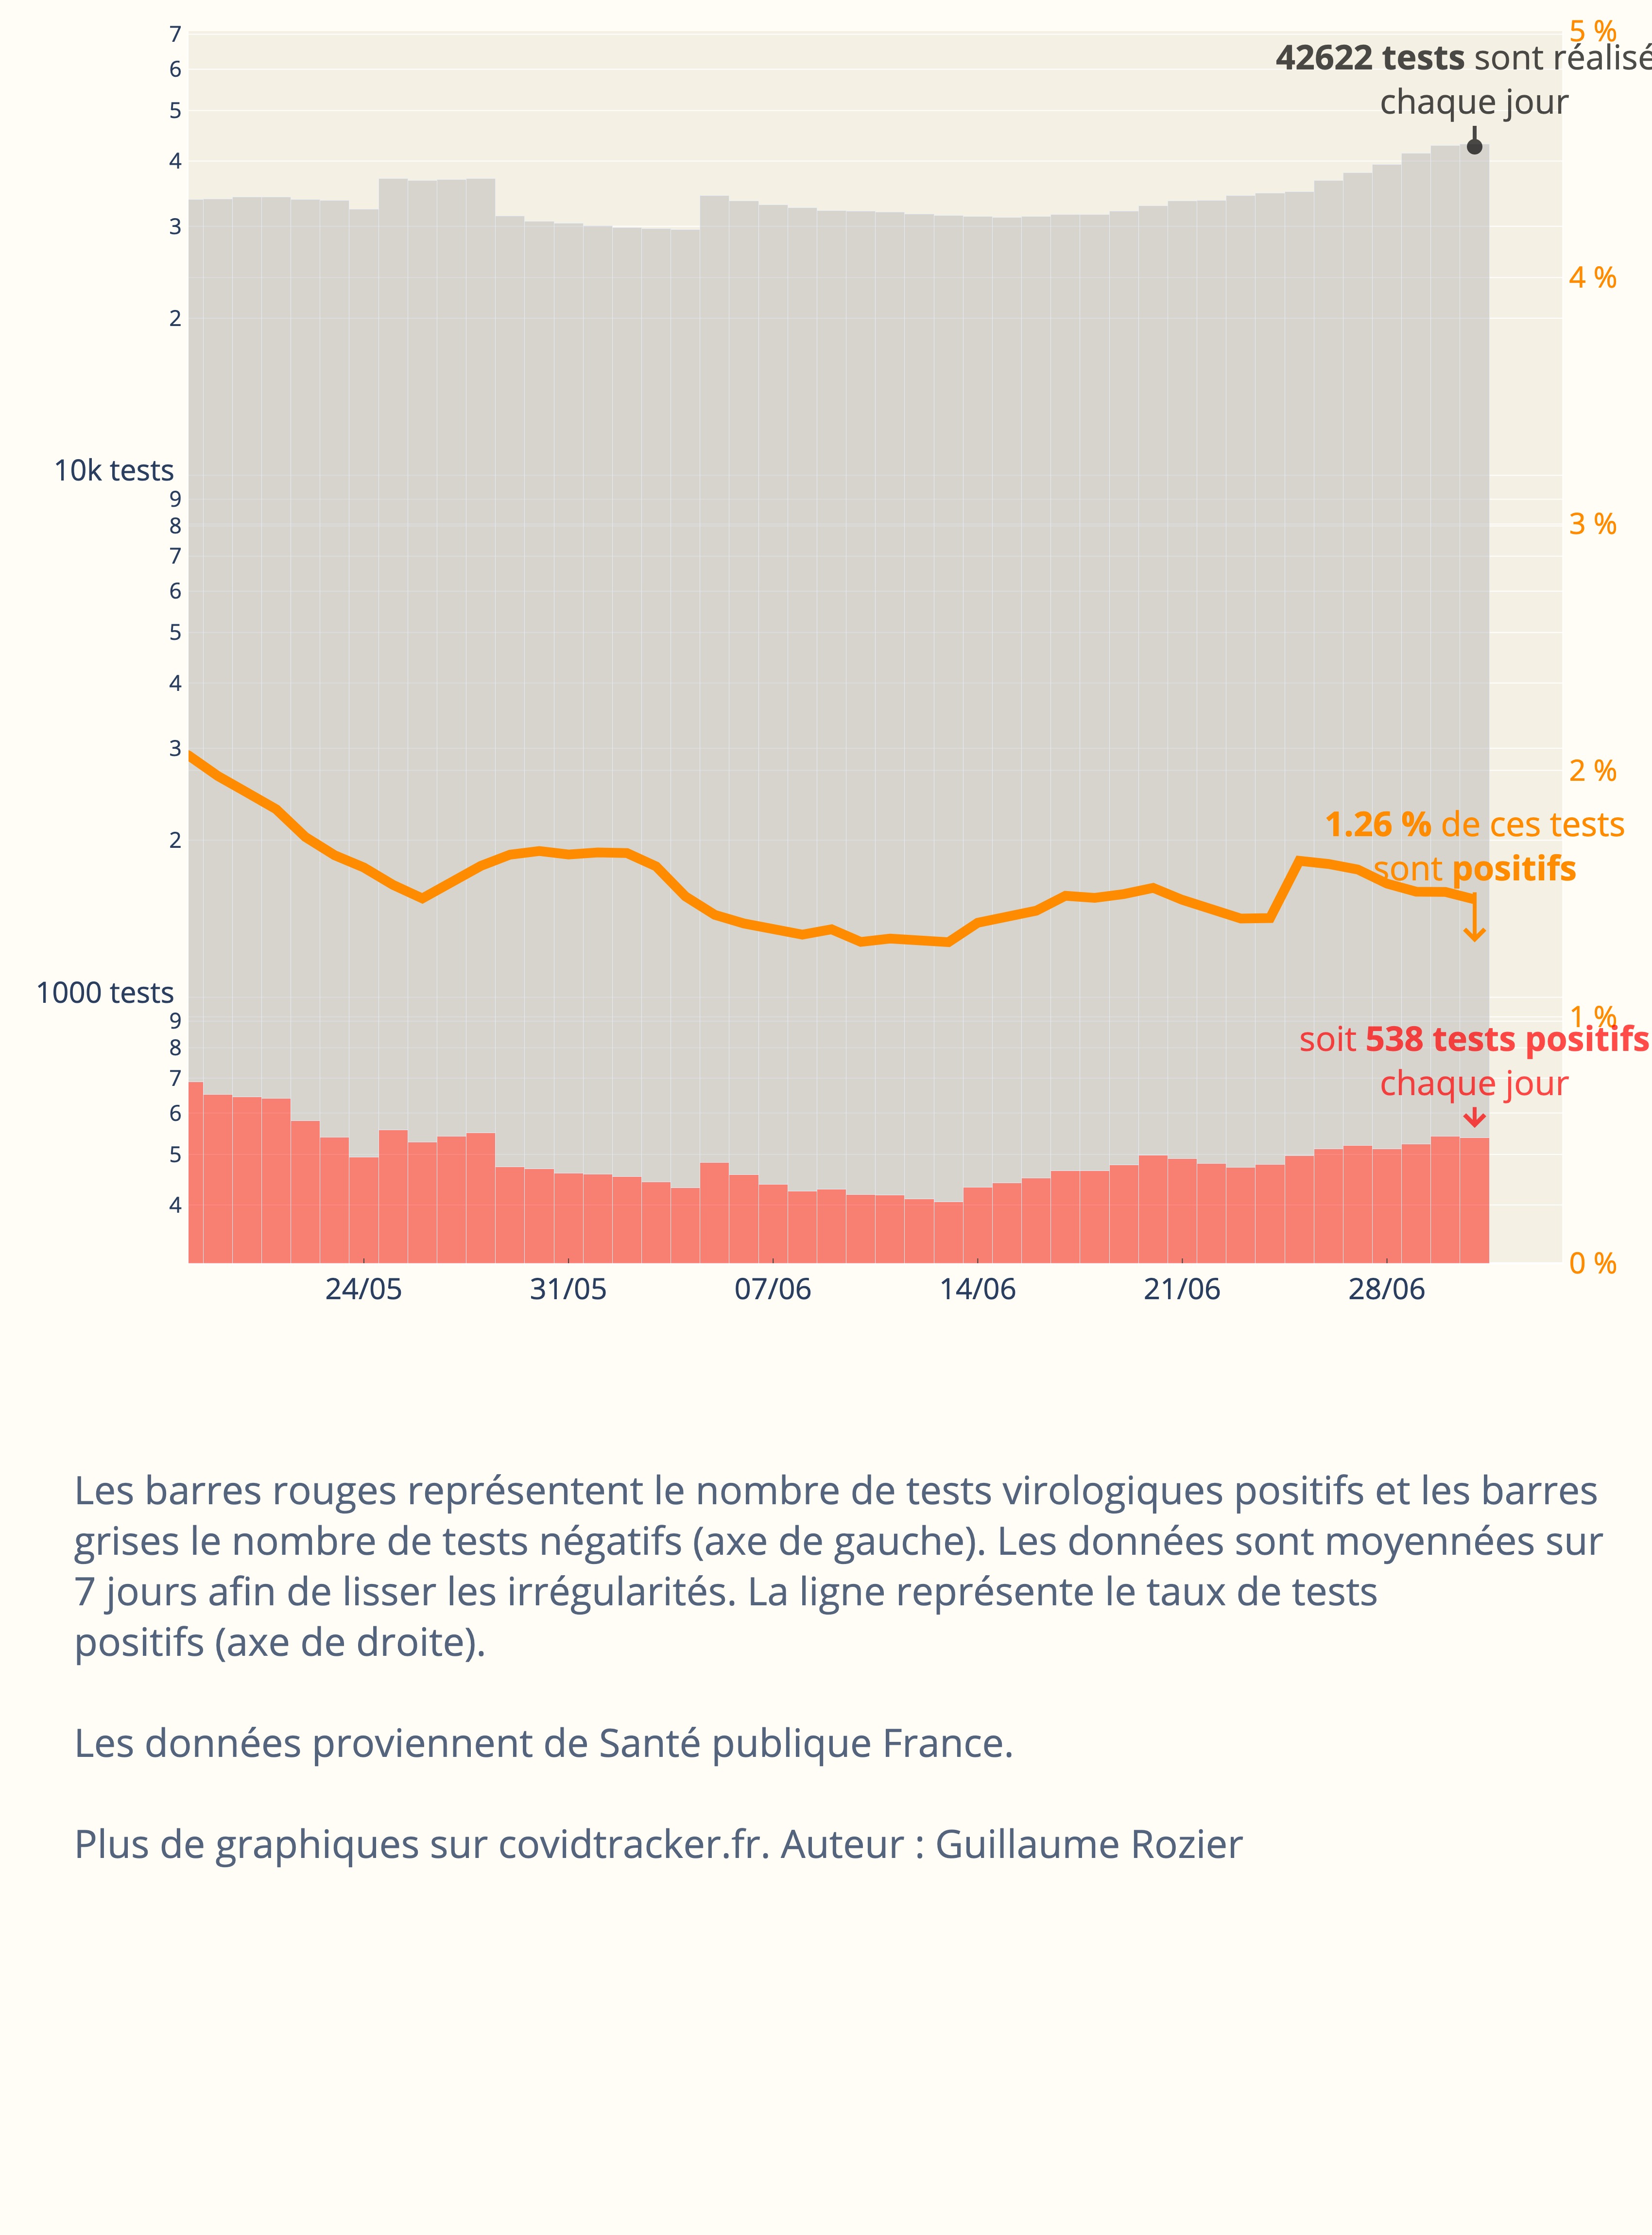 7
5 %
42622 tests sont réalisé
6
chaque jour
5
4
3
4 %
2
10k tests
9
3 %
8
7
6
5
4
3
2 %
1.26 % de ces tests
2
sont positifs
1000 tests
1 %
9
soit 538 tests positifs
8
chaque jour
7
6
5
4
0 %
24/05 31/05 07/06 14/06 21/06 28/06
Les barres rouges représentent le nombre de tests virologiques positifs et les barres
grises le nombre de tests négatifs (axe de gauche). Les données sont moyennées sur
7 jours afin de lisser les irrégularités. La ligne représente le taux de tests
positifs (axe de droite).
Les données proviennent de Santé publique France.
Plus de graphiques sur covidtracker.fr. Auteur : Guillaume Rozier